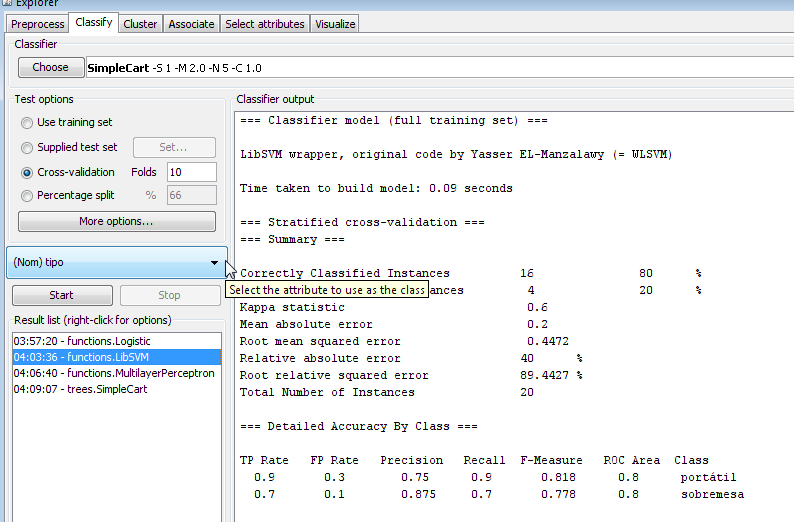 Explorer
Preprocess Classify Cluster Associate Select attributes Visualize
Classifier
Choose SimpleCart -S 1 -M 2.0 -N 5 -C 1.0
Test options
Use training set
Supplied test set Set...
Cross-validation Folds 10
Percentage split % 66
More options...
(Nom) tipo
Start Stop
Result list (right-click for options)
03:57:20 - functions.Logistic
04:03:36 - functions.LibSVM
04:06:40 - functions.MultilayerPerceptron
04:09:07 - trees.SimpleCart
Classifier output
=== Classifier model (full training set) ===
LibSVM wrapper, original code by Yasser EL-Manzalawy (= WLSVM)
Time taken to build model: 0.09 seconds
=== Stratified cross-validation ===
=== Summary ===
Correctly Classified Instances 16 80 %
Select the attribute to use as the class
ances 4 20 %
Kappa statistic 0.6
Mean absolute error 0.2
Root mean squared error 0.4472
Relative absolute error 40 %
Root relative squared error 89.4427 %
Total Number of Instances 20
=== Detailed Accuracy By Class ===
TP Rate FP Rate Precision Recall F-Measure ROC Area Class
0.9 0.3 0.75 0.9 0.818 0.8 portátil
0.7 0.1 0.875 0.7 0.778 0.8 sobremesa